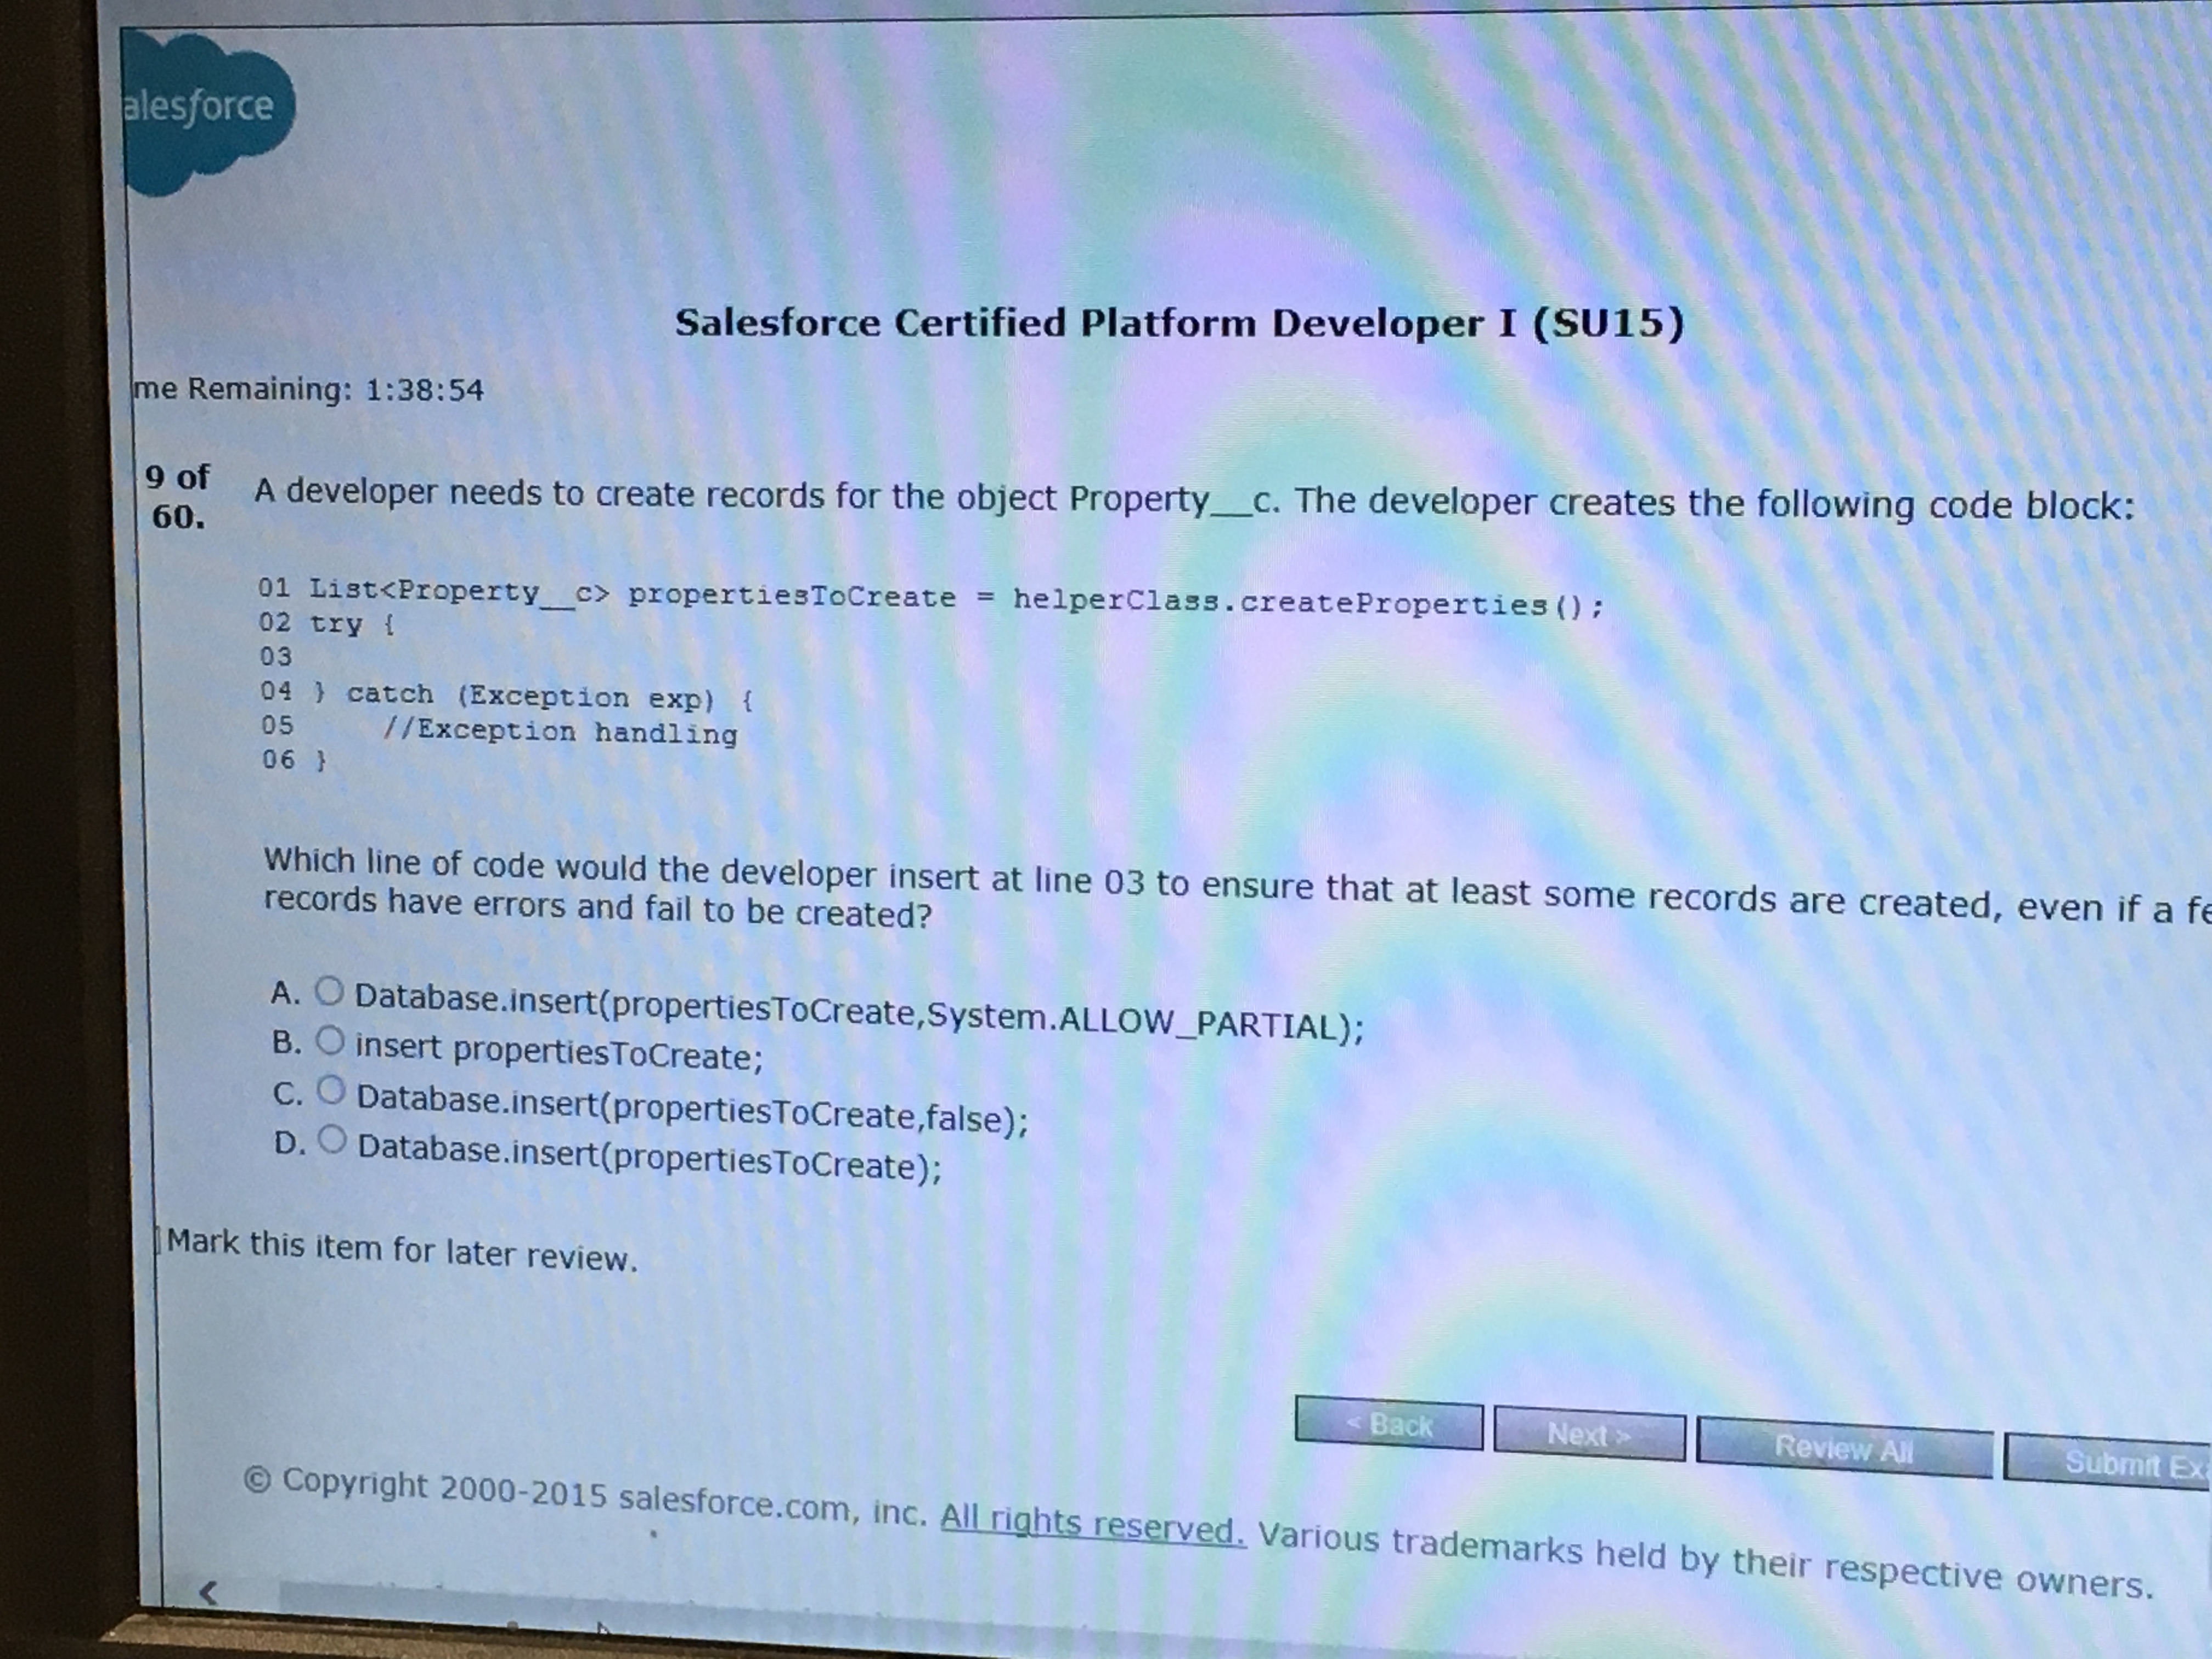 alesforce
Salesforce Certified Platform Developer I (SU15)
me Remaining: 1:38:54
9 of
60.
A developer needs to create records for the object Property__c. The developer creates the following code block:
01 List<Property__c> propertiesToCreate = helperClass.createProperties();
02 try {
03
04 } catch (Exception exp) {
05 //Exception handling
06 }
Which line of code would the developer insert at line 03 to ensure that at least some records are created, even if a fe
records have errors and fail to be created?
A. Database.insert(propertiesToCreate,System.ALLOW_PARTIAL);
B. insert propertiesToCreate;
C. Database.insert(propertiesToCreate,false);
D. Database.insert(propertiesToCreate);
Mark this item for later review.
< Back Next > Review All Submit Ex
© Copyright 2000-2015 salesforce.com, inc. All rights reserved. Various trademarks held by their respective owners.